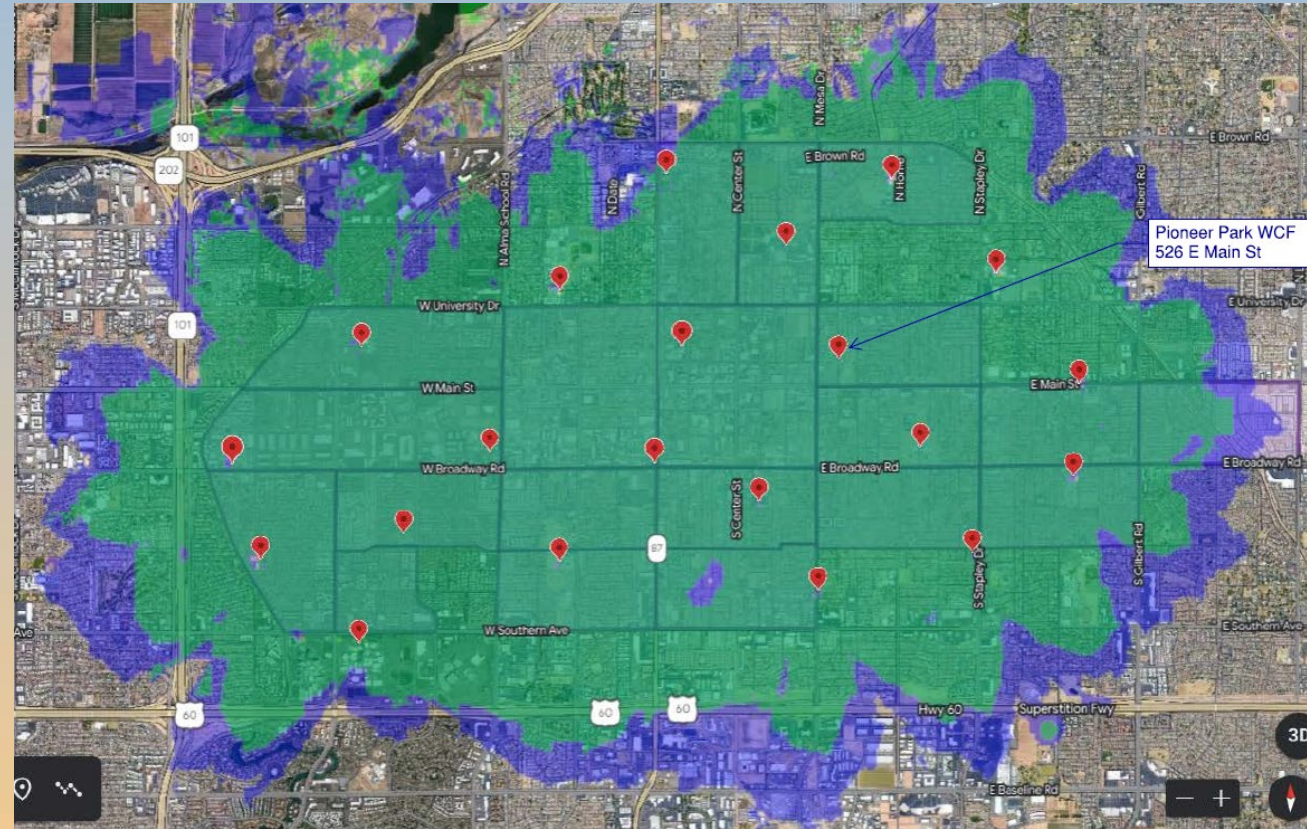 101
202
N Alma School Rd
N Date
N Center St
N Mesa Dr
E Brown Rd
E Brown Rd
N Stapley Dr
Gilbert Rd
Pioneer Park WCF
526 E Main St
W University Dr
E University Dr
101
W Main St
E Main St
W Broadway Rd
E Broadway Rd
E Broadway Rd
S Center St
87
S Stapley Dr
S Gilbert Rd
Ave
W Southern Ave
E Southern Ave
60
60
60
Hwy 60
Superstition Fwy
3D
E Baseline Rd
− +